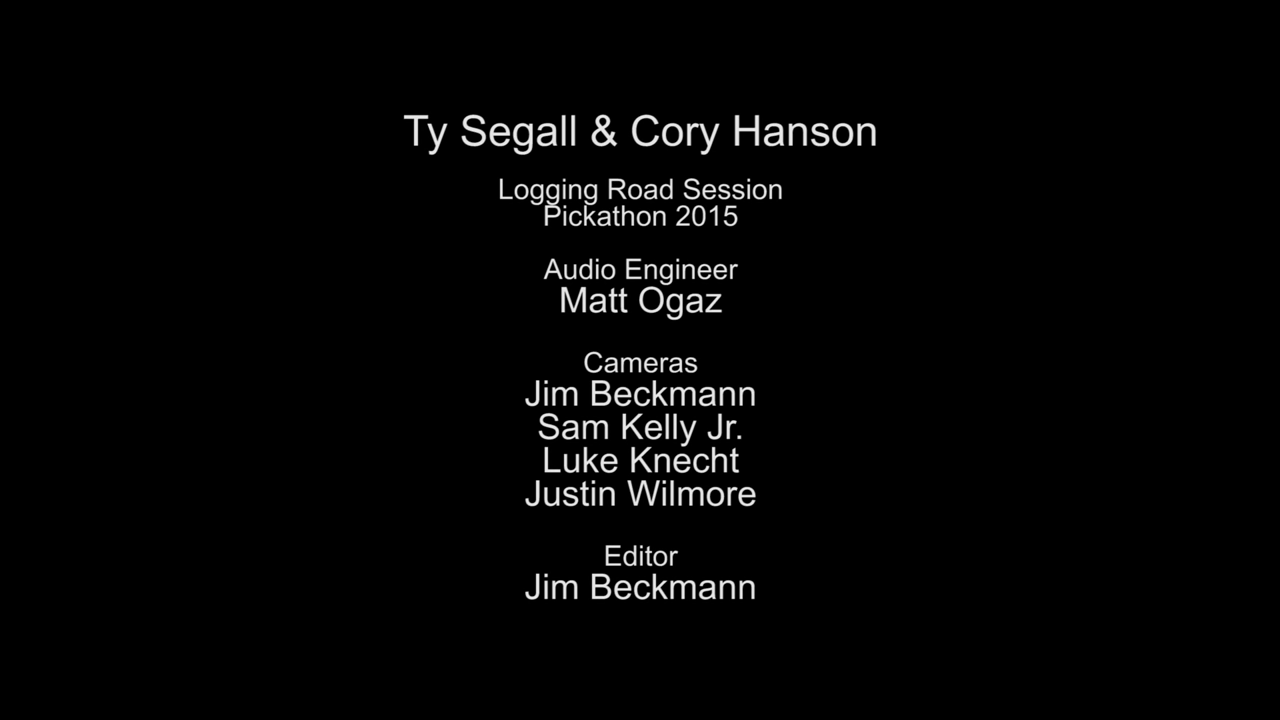 Ty Segall & Cory Hanson
Logging Road Session
Pickathon 2015
Audio Engineer
Matt Ogaz
Cameras
Jim Beckmann
Sam Kelly Jr.
Luke Knecht
Justin Wilmore
Editor
Jim Beckmann